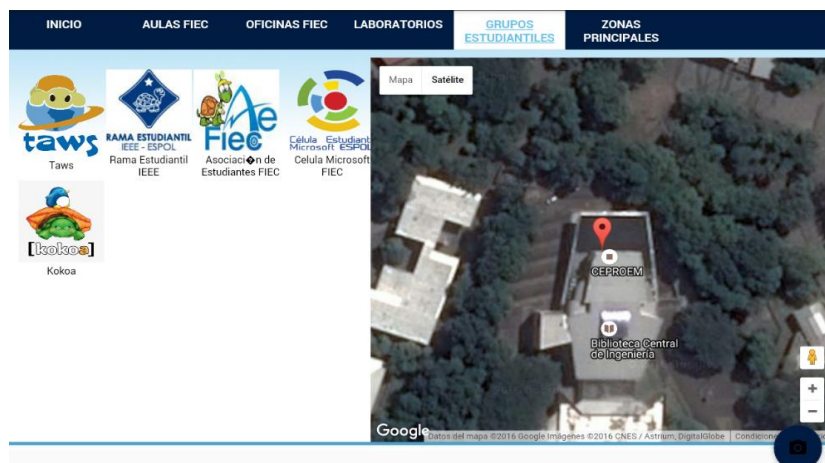 INICIO
AULAS FIEC
OFICINAS FIEC
LABORATORIOS
GRUPOS
ESTUDIANTILES
ZONAS
PRINCIPALES
taws
Taws
RAMA ESTUDIANTIL
IEEE - ESPOL
Rama Estudiantil
IEEE
Ae
Fiec
Asociaci�n de
Estudiantes FIEC
Célula Estudiant
Microsoft ESPOL
Celula Microsoft
FIEC
[kokoa]
Kokoa
Mapa Satélite
CEPROEM
Biblioteca Central
de Ingeniería
+
−
Google
Datos del mapa ©2016 Google Imágenes ©2016 CNES / Astrium, DigitalGlobe
Condicione